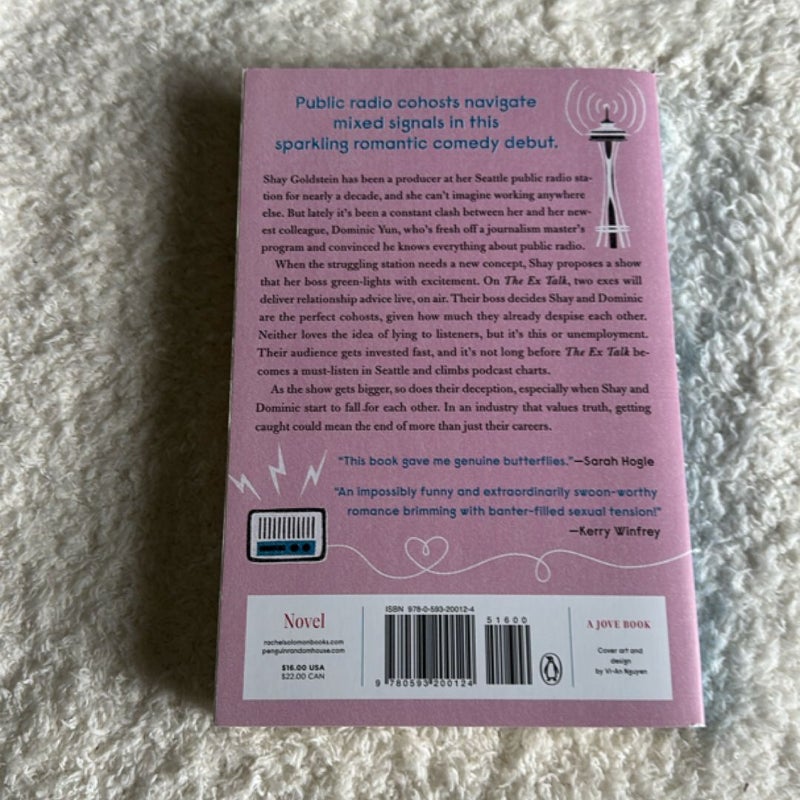 Public radio cohosts navigate
mixed signals in this
sparkling romantic comedy debut.
Shay Goldstein has been a producer at her Seattle public radio sta-
tion for nearly a decade, and she can't imagine working anywhere
else. But lately it's been a constant clash between her and her new-
est colleague, Dominic Yun, who's fresh off a journalism master's
program and convinced he knows everything about public radio.
When the struggling station needs a new concept, Shay proposes a show
that her boss green-lights with excitement. On The Ex Talk, two exes will
deliver relationship advice live, on air. Their boss decides Shay and Dominic
are the perfect cohosts, given how much they already despise each other.
Neither loves the idea of lying to listeners, but it's this or unemployment.
Their audience gets invested fast, and it's not long before The Ex Talk be-
comes a must-listen in Seattle and climbs podcast charts.
As the show gets bigger, so does their deception, especially when Shay and
Dominic start to fall for each other. In an industry that values truth, getting
caught could mean the end of more than just their careers.
"This book gave me genuine butterflies."—Sarah Hogle
"An impossibly funny and extraordinarily swoon-worthy
romance brimming with banter-filled sexual tension!"
—Kerry Winfrey
Novel
rachelsolomonbooks.com
penguinrandomhouse.com
$16.00 USA
$22.00 CAN
ISBN 978-0-593-20012-4
51600
9 780593 200124
A JOVE BOOK
Cover art and
design
by Vi-An Nguyen